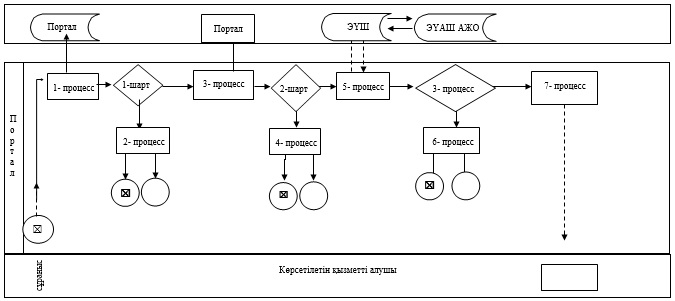 Портал
Портал
ЭҮШ
ЭҮАШ АЖО
Портал
1- процесс
1-шарт
3- процесс
2-шарт
5- процесс
3- процесс
7- процесс
2- процесс
4- процесс
6- процесс
сұраныс
Көрсетілетін қызметті алушы